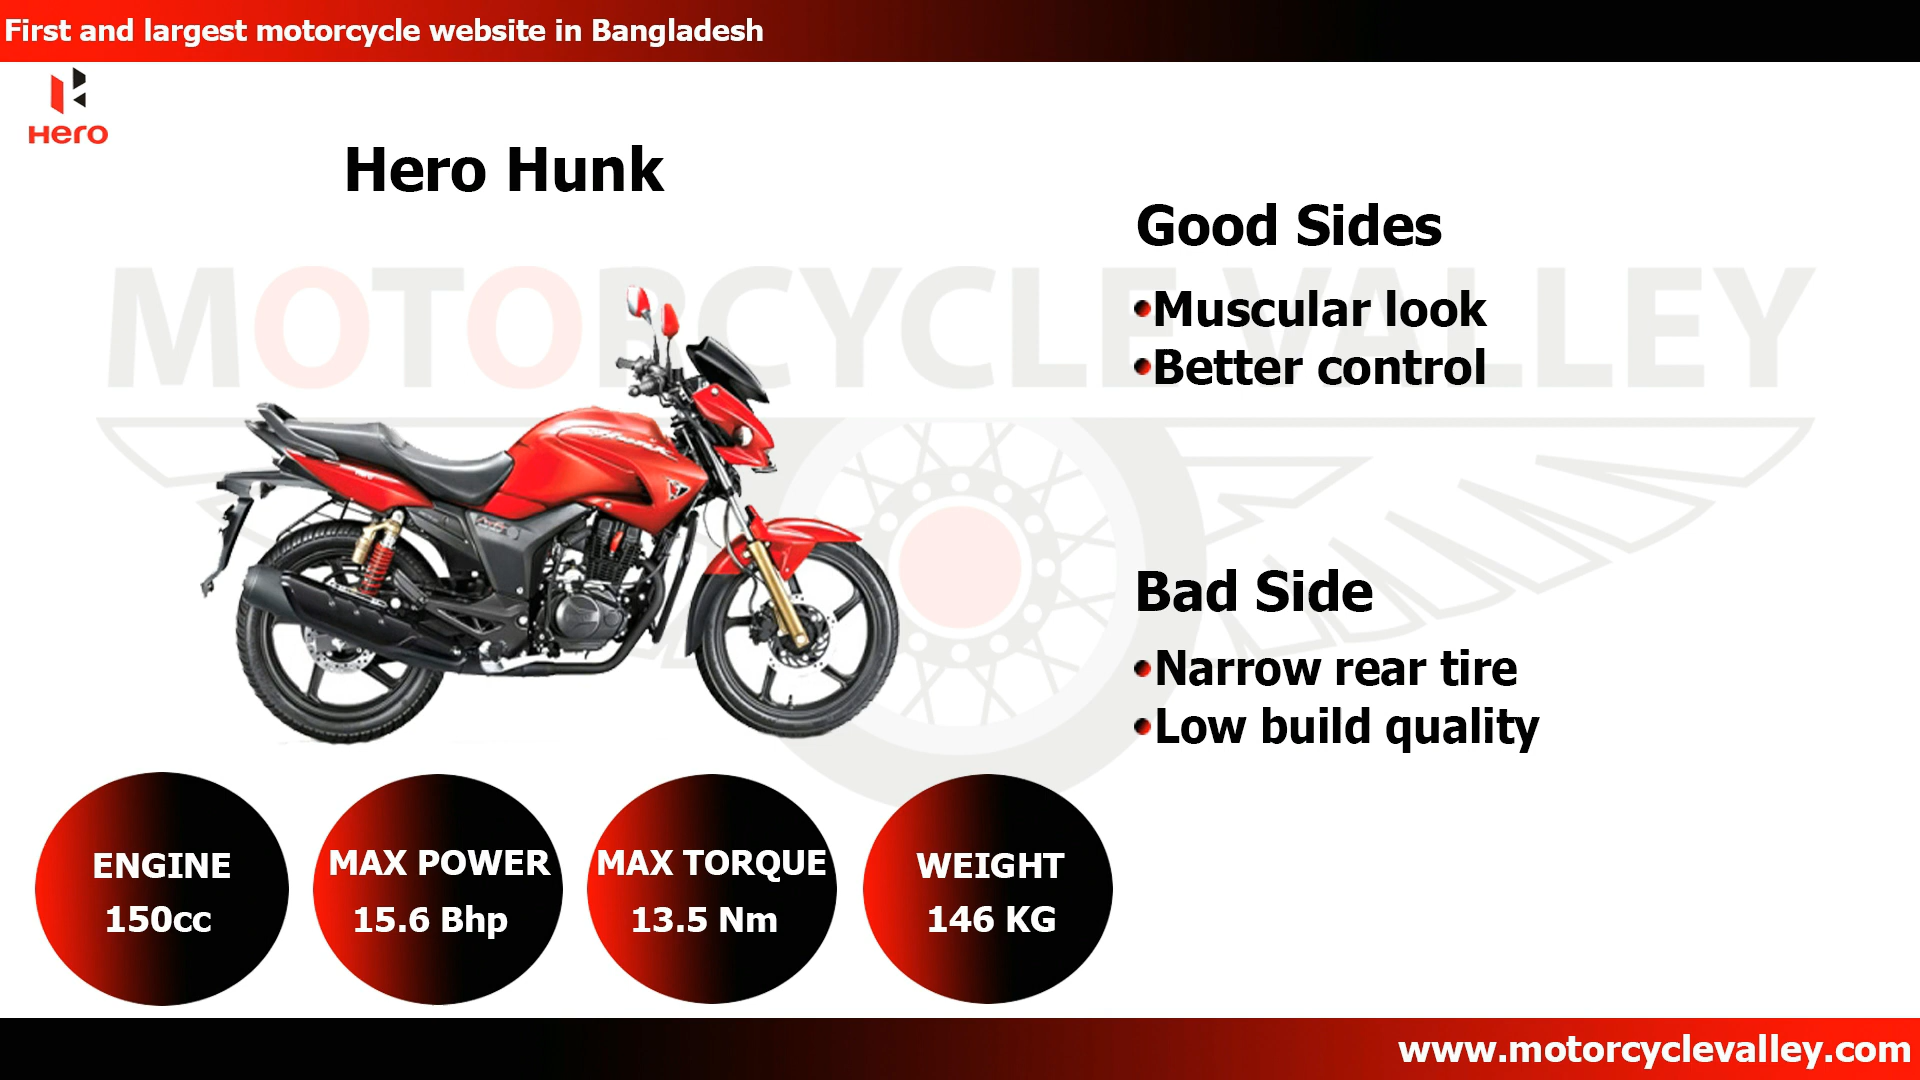 First and largest motorcycle website in Bangladesh
Hero
Hero Hunk
MOTORCYCLE VALLEY
Good Sides
•Muscular look
•Better control
Hunk
Bad Side
•Narrow rear tire
•Low build quality
ENGINE
150cc
MAX POWER
15.6 Bhp
MAX TORQUE
13.5 Nm
WEIGHT
146 KG
www.motorcyclevalley.com